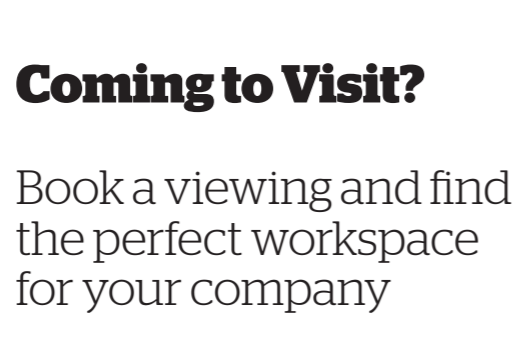 Coming to Visit?
Book a viewing and find
the perfect workspace
for your company